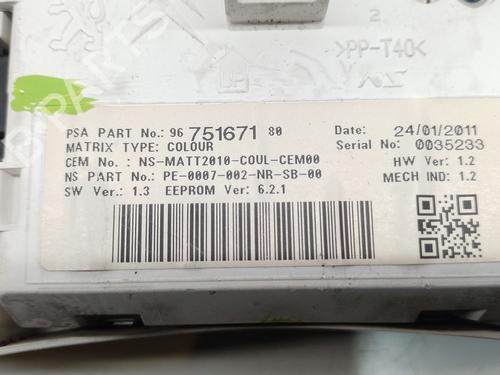 2
>PP-T40<
PSA PART No.: 96 751671 80 Date: 24/01/2011
MATRIX TYPE: COLOUR Serial No: 0035233
CEM No.: NS-MATT2010-COUL-CEM00 HW Ver: 1.2
NS PART No.: PE-0007-002-NR-SB-00 MECH IND: 1.2
SW Ver.: 1.3 EEPROM Ver: 6.2.1